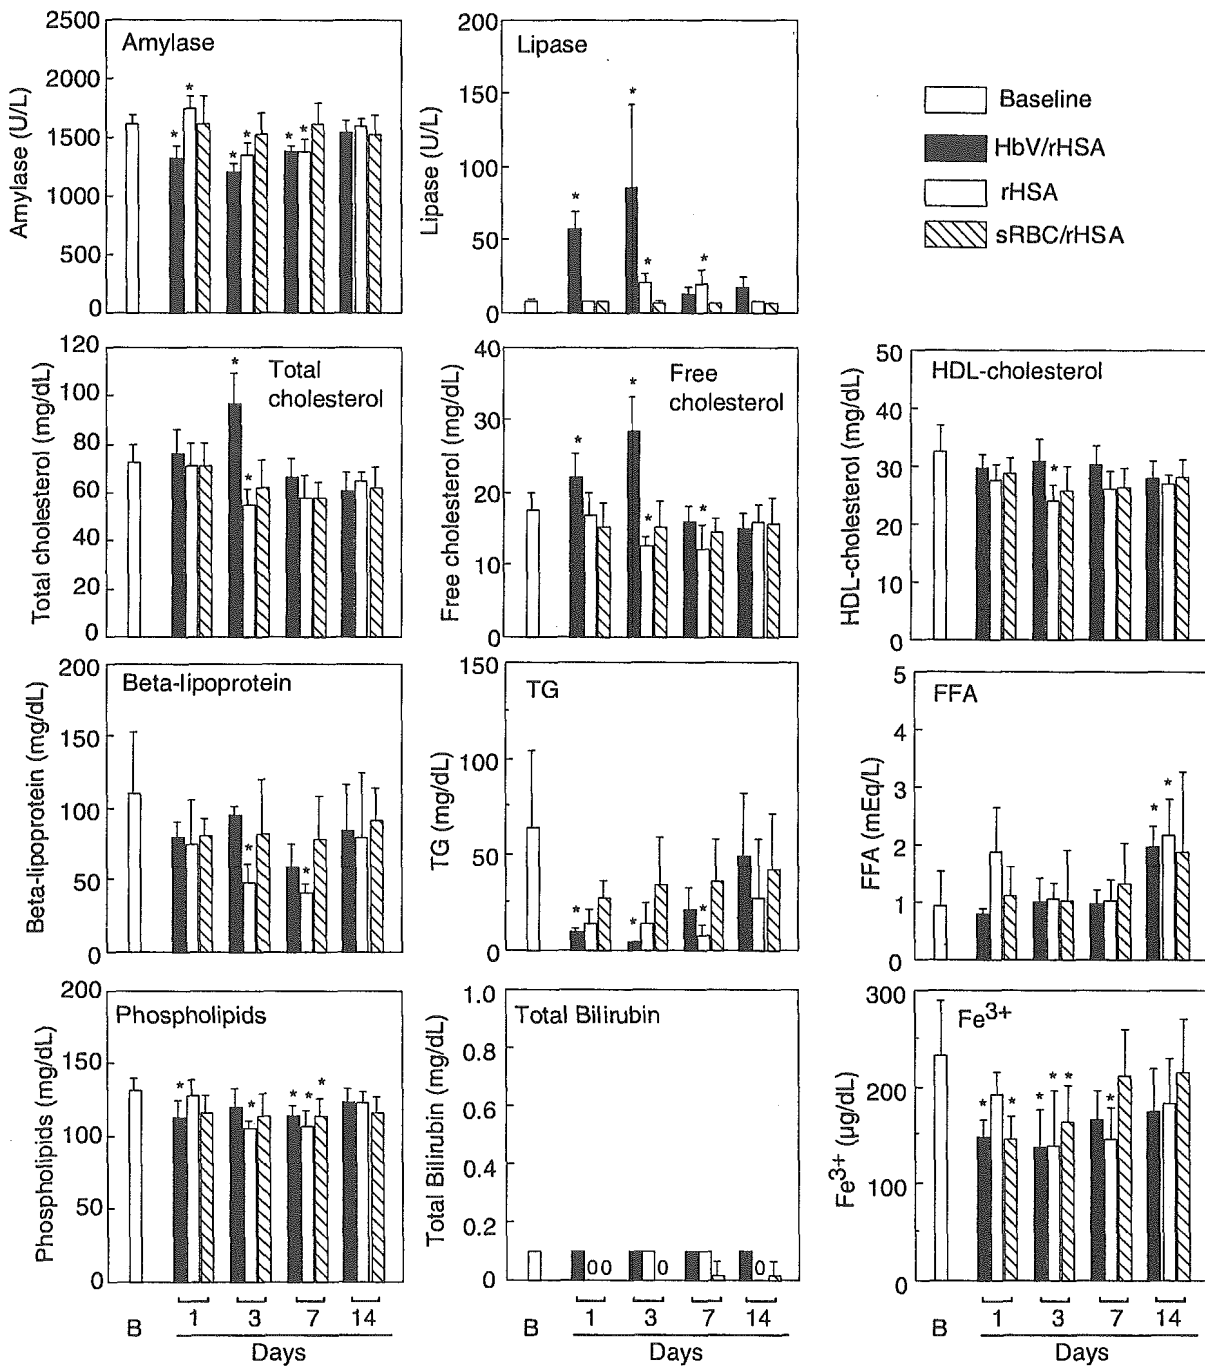 Amylase
Amylase (U/L)
2500
2000
1500
1000
500
0
* * * * * *
Lipase
Lipase (U/L)
200
150
100
50
0
* * * *
Baseline
HbV/rHSA
rHSA
sRBC/rHSA
Total
cholesterol
Total cholesterol (mg/dL)
120
100
80
60
40
20
0
* *
Free
cholesterol
Free cholesterol (mg/dL)
40
30
20
10
0
* * * *
HDL-cholesterol
HDL-cholesterol (mg/dL)
50
40
30
20
10
0
*
Beta-lipoprotein
Beta-lipoprotein (mg/dL)
200
150
100
50
0
* *
TG
TG (mg/dL)
150
100
50
0
* * *
FFA
FFA (mEq/L)
5
4
3
2
1
0
* *
Phospholipids
Phospholipids (mg/dL)
200
150
100
50
0
* * * * *
B 1 3 7 14
Days
Total Bilirubin
Total Bilirubin (mg/dL)
1.0
0.8
0.6
0.4
0.2
0
0 0 0 0
B 1 3 7 14
Days
Fe3+
Fe3+ (µg/dL)
300
200
100
0
* * * * * *
B 1 3 7 14
Days